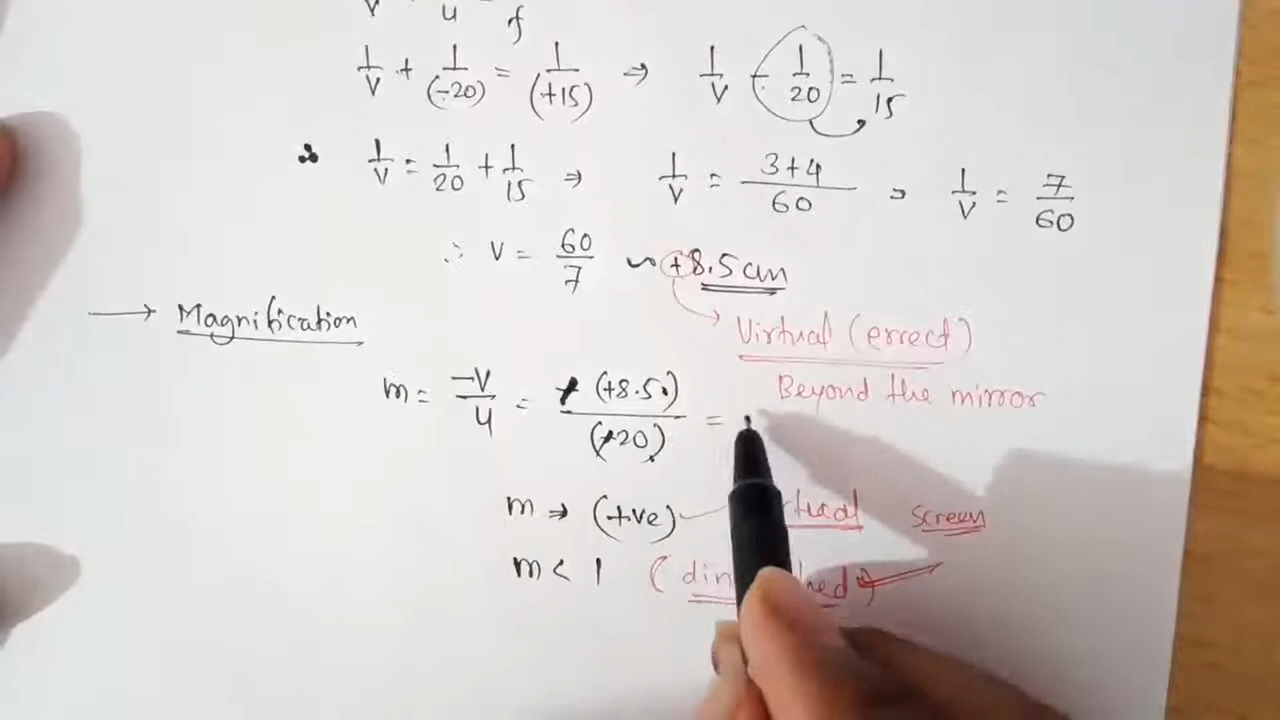 V u f
1/V + 1/(-20) = 1/(+15) ⇒ 1/V - 1/20 = 1/15
∴ 1/V = 1/20 + 1/15 ⇒ 1/V = 3+4/60 ⇒ 1/V = 7/60
∴ V = 60/7 ~ +8.5 cm
→ Magnification
Virtual (errect)
Beyond the mirror
m = -V/u = -(+8.50)/(-20) =
m ⇒ (+ve) screen
m < 1